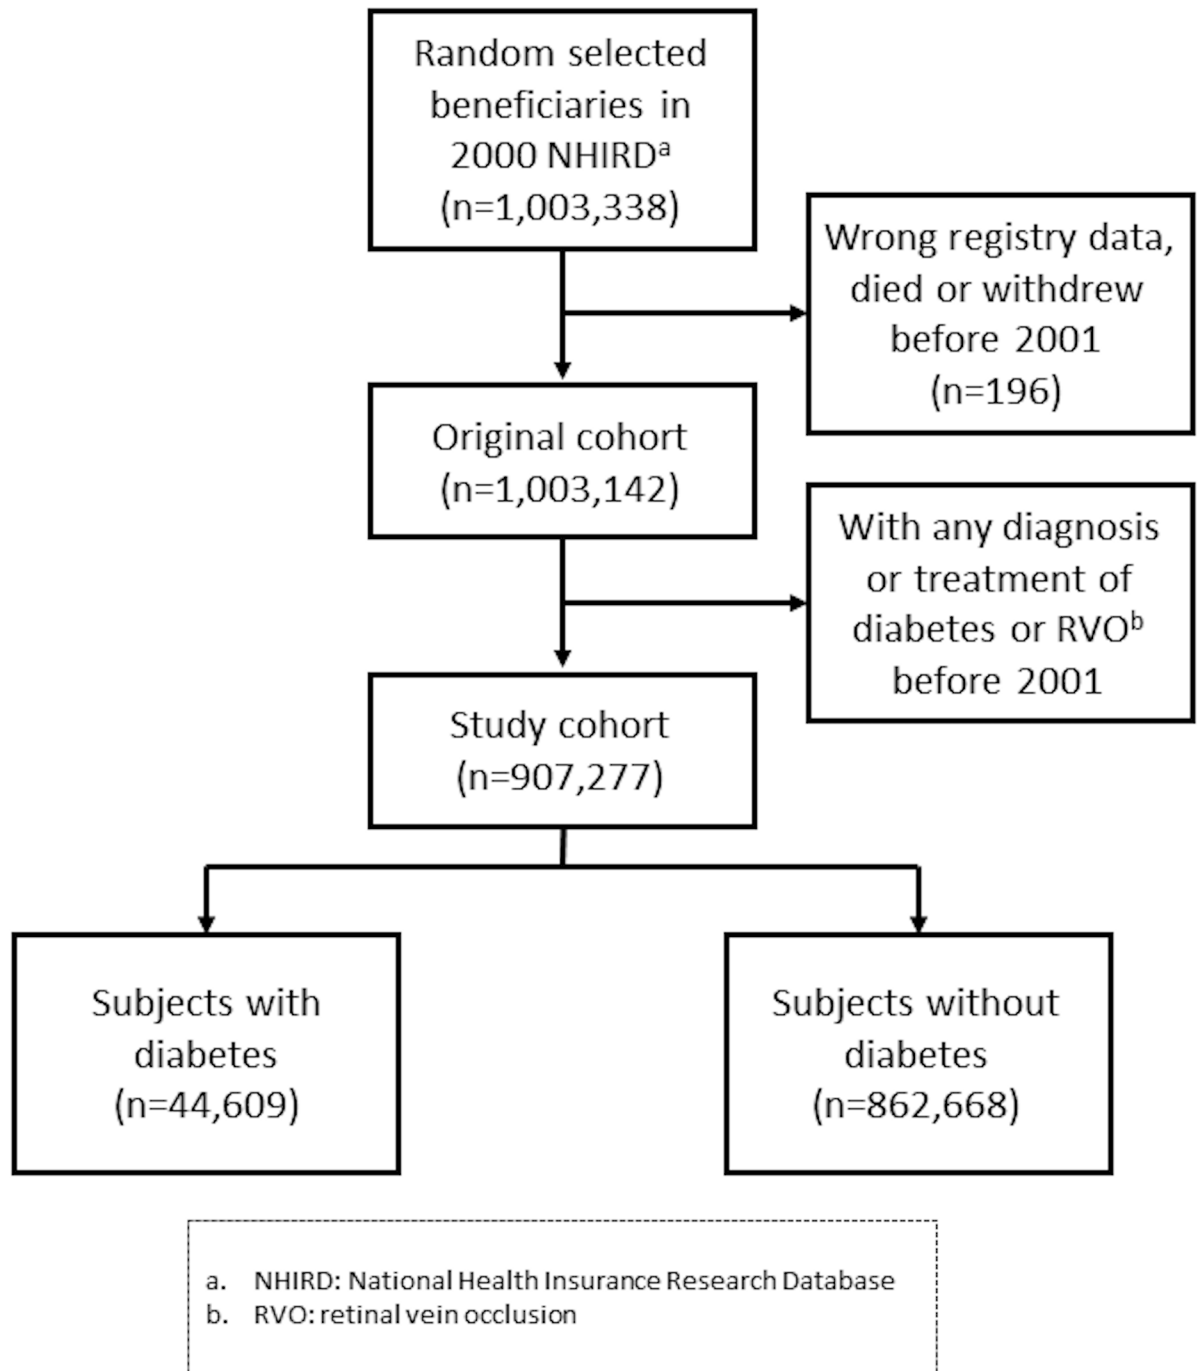 Random selected
beneficiaries in
2000 NHIRDᵃ
(n=1,003,338)
Wrong registry data,
died or withdrew
before 2001
(n=196)
Original cohort
(n=1,003,142)
With any diagnosis
or treatment of
diabetes or RVOᵇ
before 2001
Study cohort
(n=907,277)
Subjects with
diabetes
(n=44,609)
Subjects without
diabetes
(n=862,668)
a. NHIRD: National Health Insurance Research Database
b. RVO: retinal vein occlusion